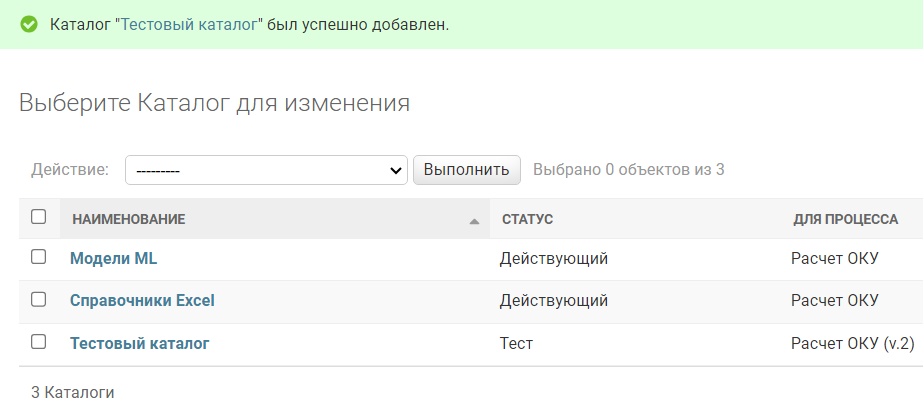 Каталог "Тестовый каталог" был успешно добавлен.
Выберите Каталог для изменения
Действие: --------- Выполнить Выбрано 0 объектов из 3
НАИМЕНОВАНИЕ СТАТУС ДЛЯ ПРОЦЕССА
Модели ML Действующий Расчет ОКУ
Справочники Excel Действующий Расчет ОКУ
Тестовый каталог Тест Расчет ОКУ (v.2)
3 Каталоги